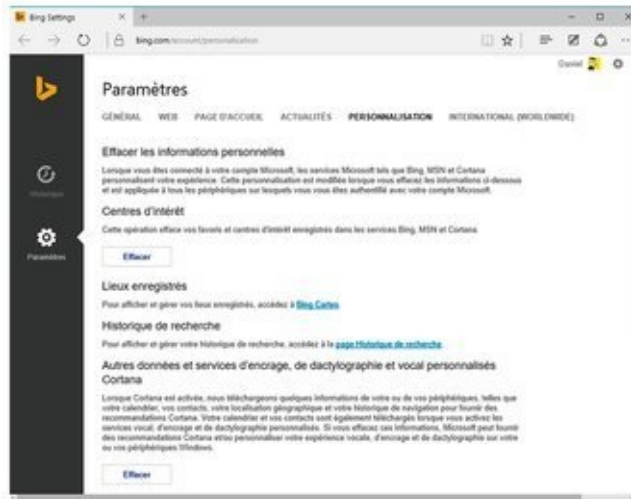 Bing Settings
bing.com/account/personalization
Daniel
Paramètres
GÉNÉRAL WEB PAGE D'ACCUEIL ACTUALITÉS PERSONNALISATION INTERNATIONAL (WORLDWIDE)
Effacer les informations personnelles
Lorsque vous êtes connecté à votre compte Microsoft, les services Microsoft tels que Bing, MSN et Cortana
personnalisent votre expérience. Cette personnalisation est modifiée lorsque vous effacez les informations ci-dessous
et est appliquée à tous les périphériques sur lesquels vous vous êtes authentifié avec votre compte Microsoft.
Historique
Centres d'intérêt
Cette opération efface vos favoris et centres d'intérêt enregistrés dans les services Bing, MSN et Cortana.
Paramètres
Effacer
Lieux enregistrés
Pour afficher et gérer vos lieux enregistrés, accédez à Bing Cartes.
Historique de recherche
Pour afficher et gérer votre historique de recherche, accédez à la page Historique de recherche.
Autres données et services d'encrage, de dactylographie et vocal personnalisés
Cortana
Lorsque Cortana est activée, nous téléchargeons quelques informations de votre ou de vos périphériques, telles que
votre calendrier, vos contacts, votre localisation géographique et votre historique de navigation pour fournir des
recommandations Cortana. Votre calendrier et vos contacts sont également téléchargés lorsque vous activez les
services vocal, d'encrage et de dactylographie personnalisés. Si vous effacez ces informations, Microsoft peut fournir
des recommandations Cortana et/ou personnaliser votre expérience vocale, d'encrage et de dactylographie sur votre
ou vos périphériques Windows.
Effacer